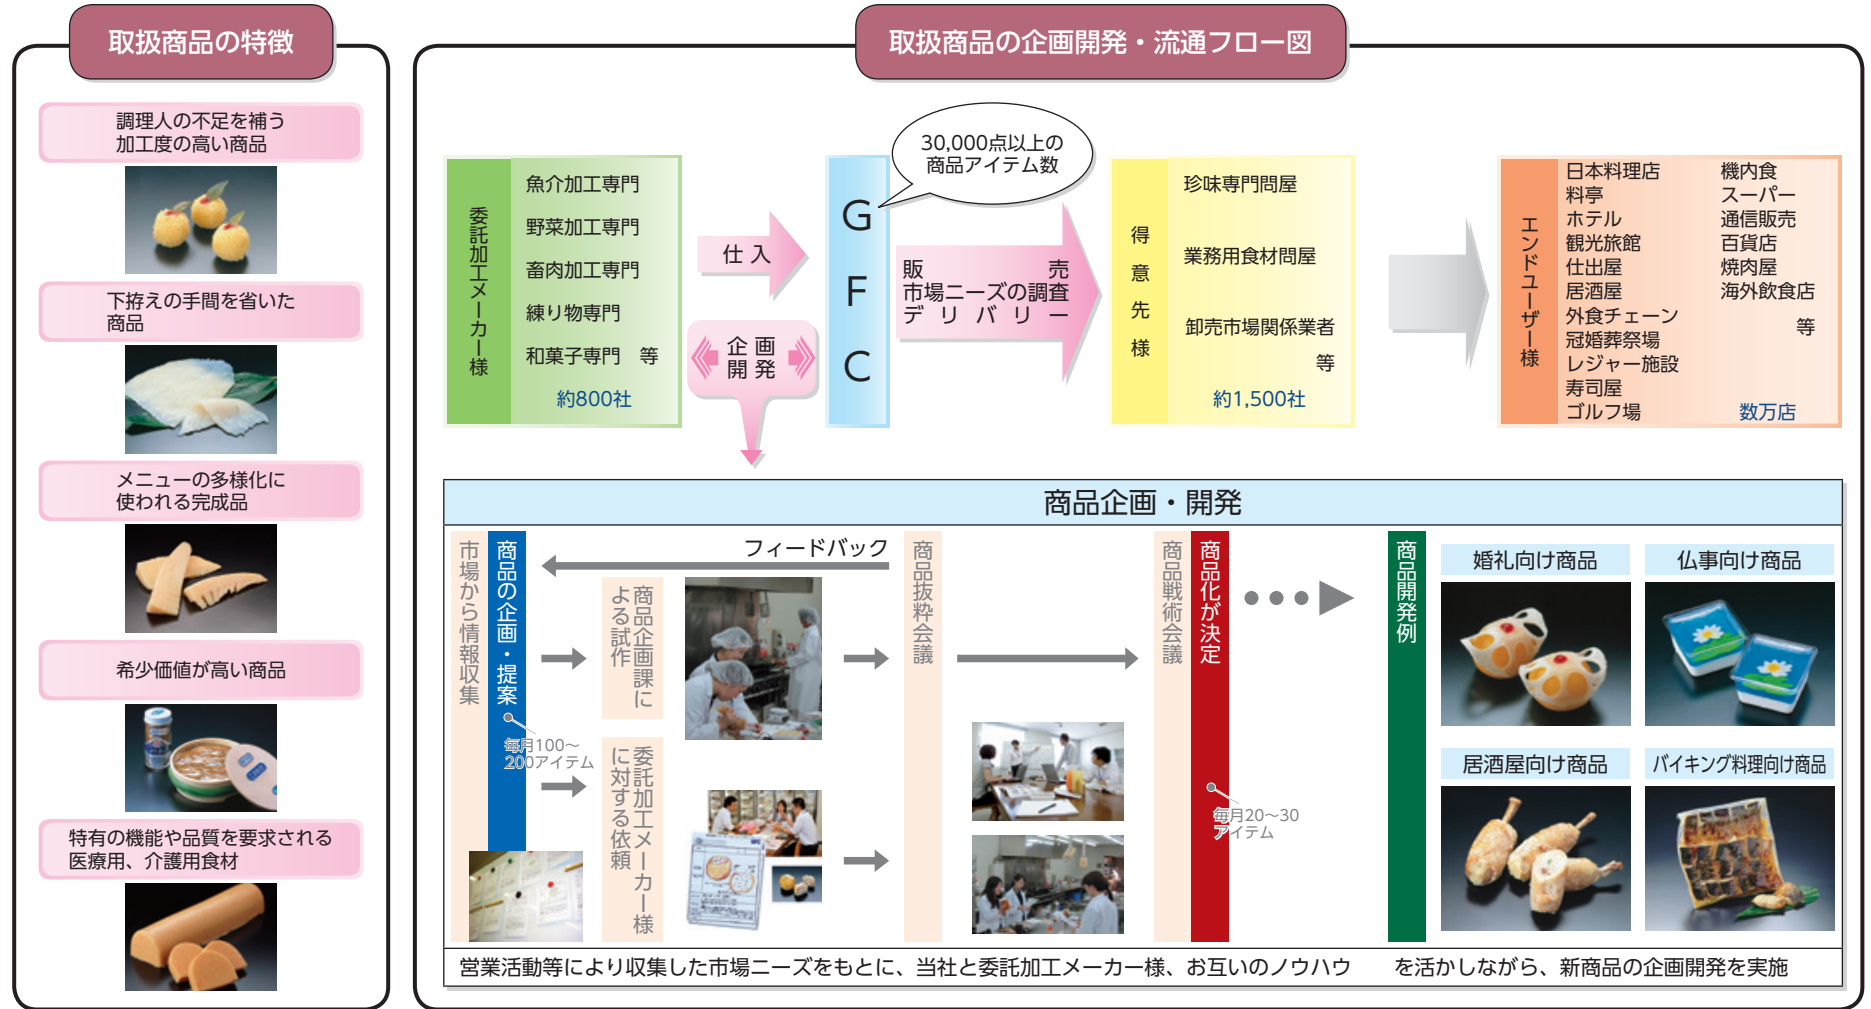 取扱商品の特徴
調理人の不足を補う
加工度の高い商品
下拵えの手間を省いた
商品
メニューの多様化に
使われる完成品
希少価値が高い商品
特有の機能や品質を要求される
医療用、介護用食材
取扱商品の企画開発・流通フロー図
委託加工メーカー様
魚介加工専門
野菜加工専門
畜肉加工専門
練り物専門
和菓子専門 等
約800社
仕入
企画
開発
GFC
30,000点以上の
商品アイテム数
販売
市場ニーズの調査
デリバリー
得意先様
珍味専門問屋
業務用食材問屋
卸売市場関係業者
等
約1,500社
エンドユーザー様
日本料理店
料亭
ホテル
観光旅館
仕出屋
居酒屋
外食チェーン
冠婚葬祭場
レジャー施設
寿司屋
ゴルフ場
機内食
スーパー
通信販売
百貨店
焼肉屋
海外飲食店
等
数万店
商品企画・開発
市場から情報収集
商品の企画・提案
毎月100～
200アイテム
フィードバック
商品企画課に
よる試作
委託加工メーカー様
に対する依頼
商品抜粋会議
商品戦術会議
商品化が決定
毎月20～30
アイテム
商品開発例
婚礼向け商品
仏事向け商品
居酒屋向け商品
バイキング料理向け商品
営業活動等により収集した市場ニーズをもとに、当社と委託加工メーカー様、お互いのノウハウ を活かしながら、新商品の企画開発を実施